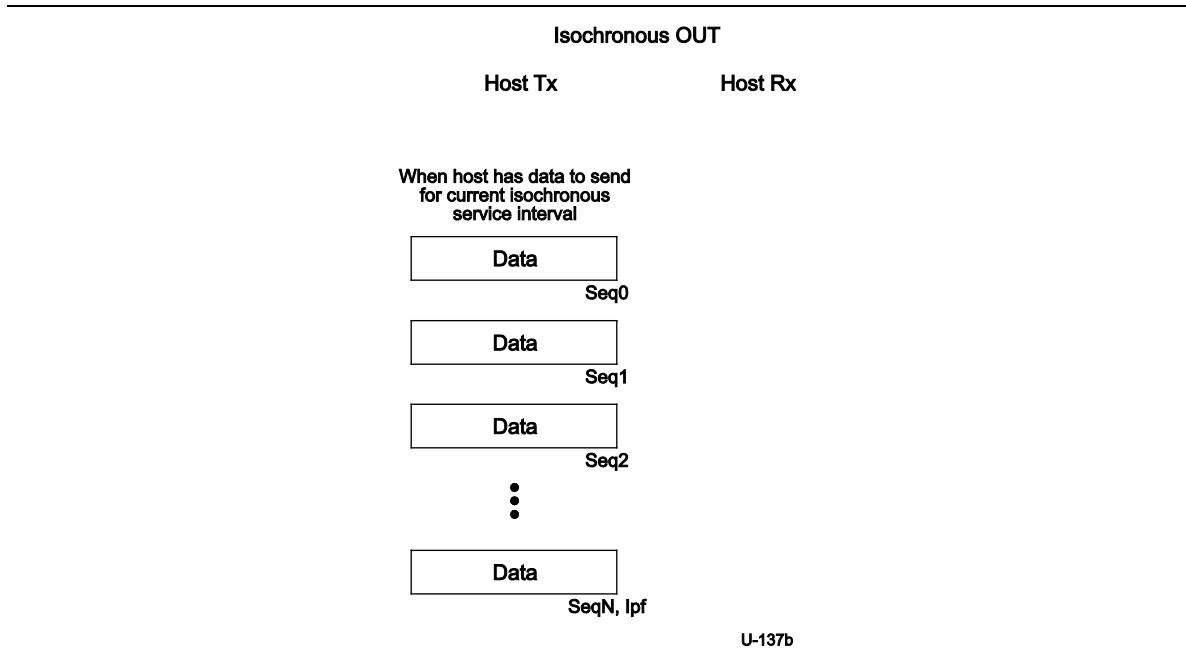 Isochronous OUT
Host Tx
Host Rx
When host has data to send
for current isochronous
service interval
Data
Seq0
Data
Seq1
Data
Seq2
Data
SeqN, lpf
U-137b